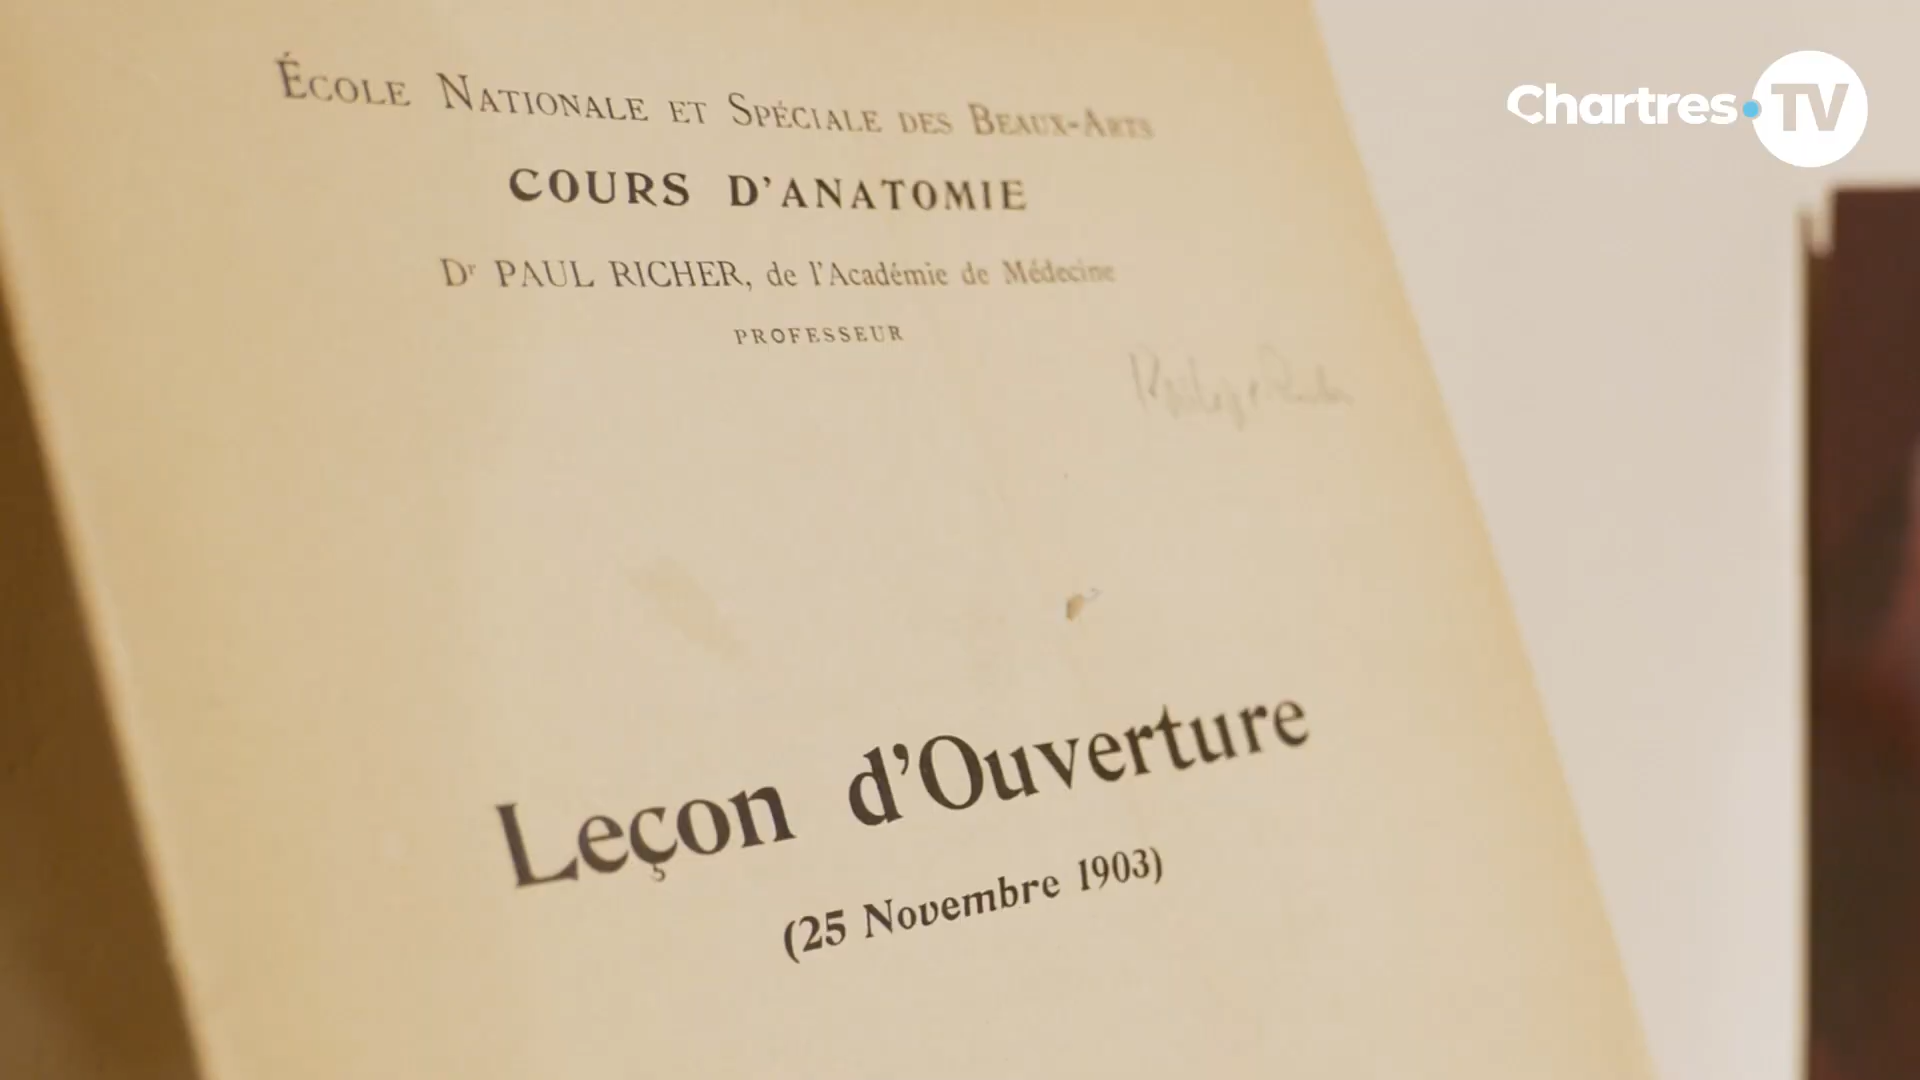 École Nationale et Spéciale des Beaux-Arts
COURS D'ANATOMIE
Dr PAUL RICHER, de l'Académie de Médecine
PROFESSEUR
Leçon d'Ouverture
(25 Novembre 1903)
Chartres.TV